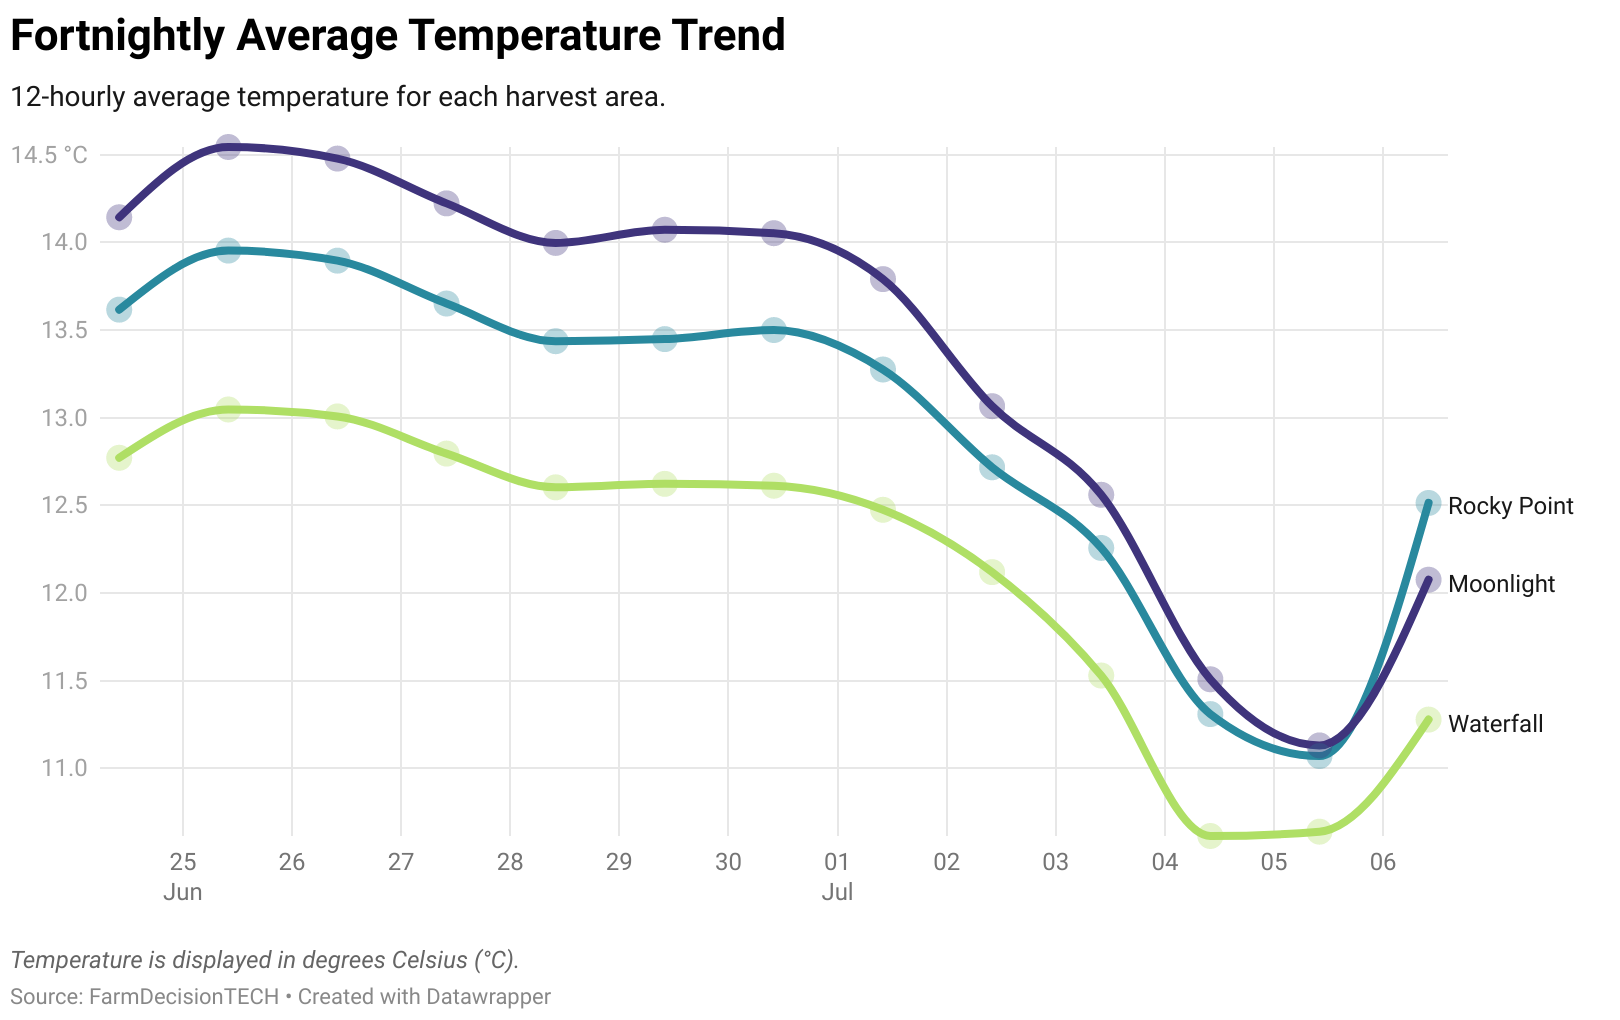 Fortnightly Average Temperature Trend
12-hourly average temperature for each harvest area.
14.5 °C
14.0
13.5
13.0
12.5
12.0
11.5
11.0
Rocky Point
Moonlight
Waterfall
25 26 27 28 29 30 01 02 03 04 05 06
Jun Jul
Temperature is displayed in degrees Celsius (°C).
Source: FarmDecisionTECH • Created with Datawrapper